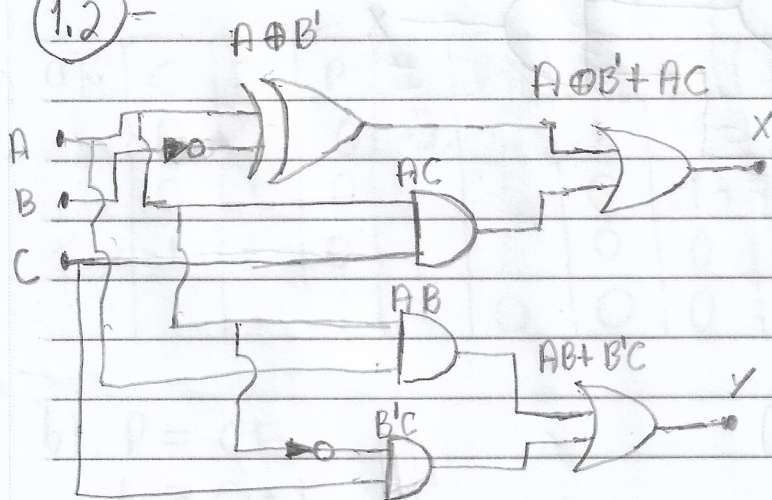 1.2 -
A ⊕ B'
A ⊕ B' + AC
X
A
AC
B
C
AB
AB + B'C
Y
B'C